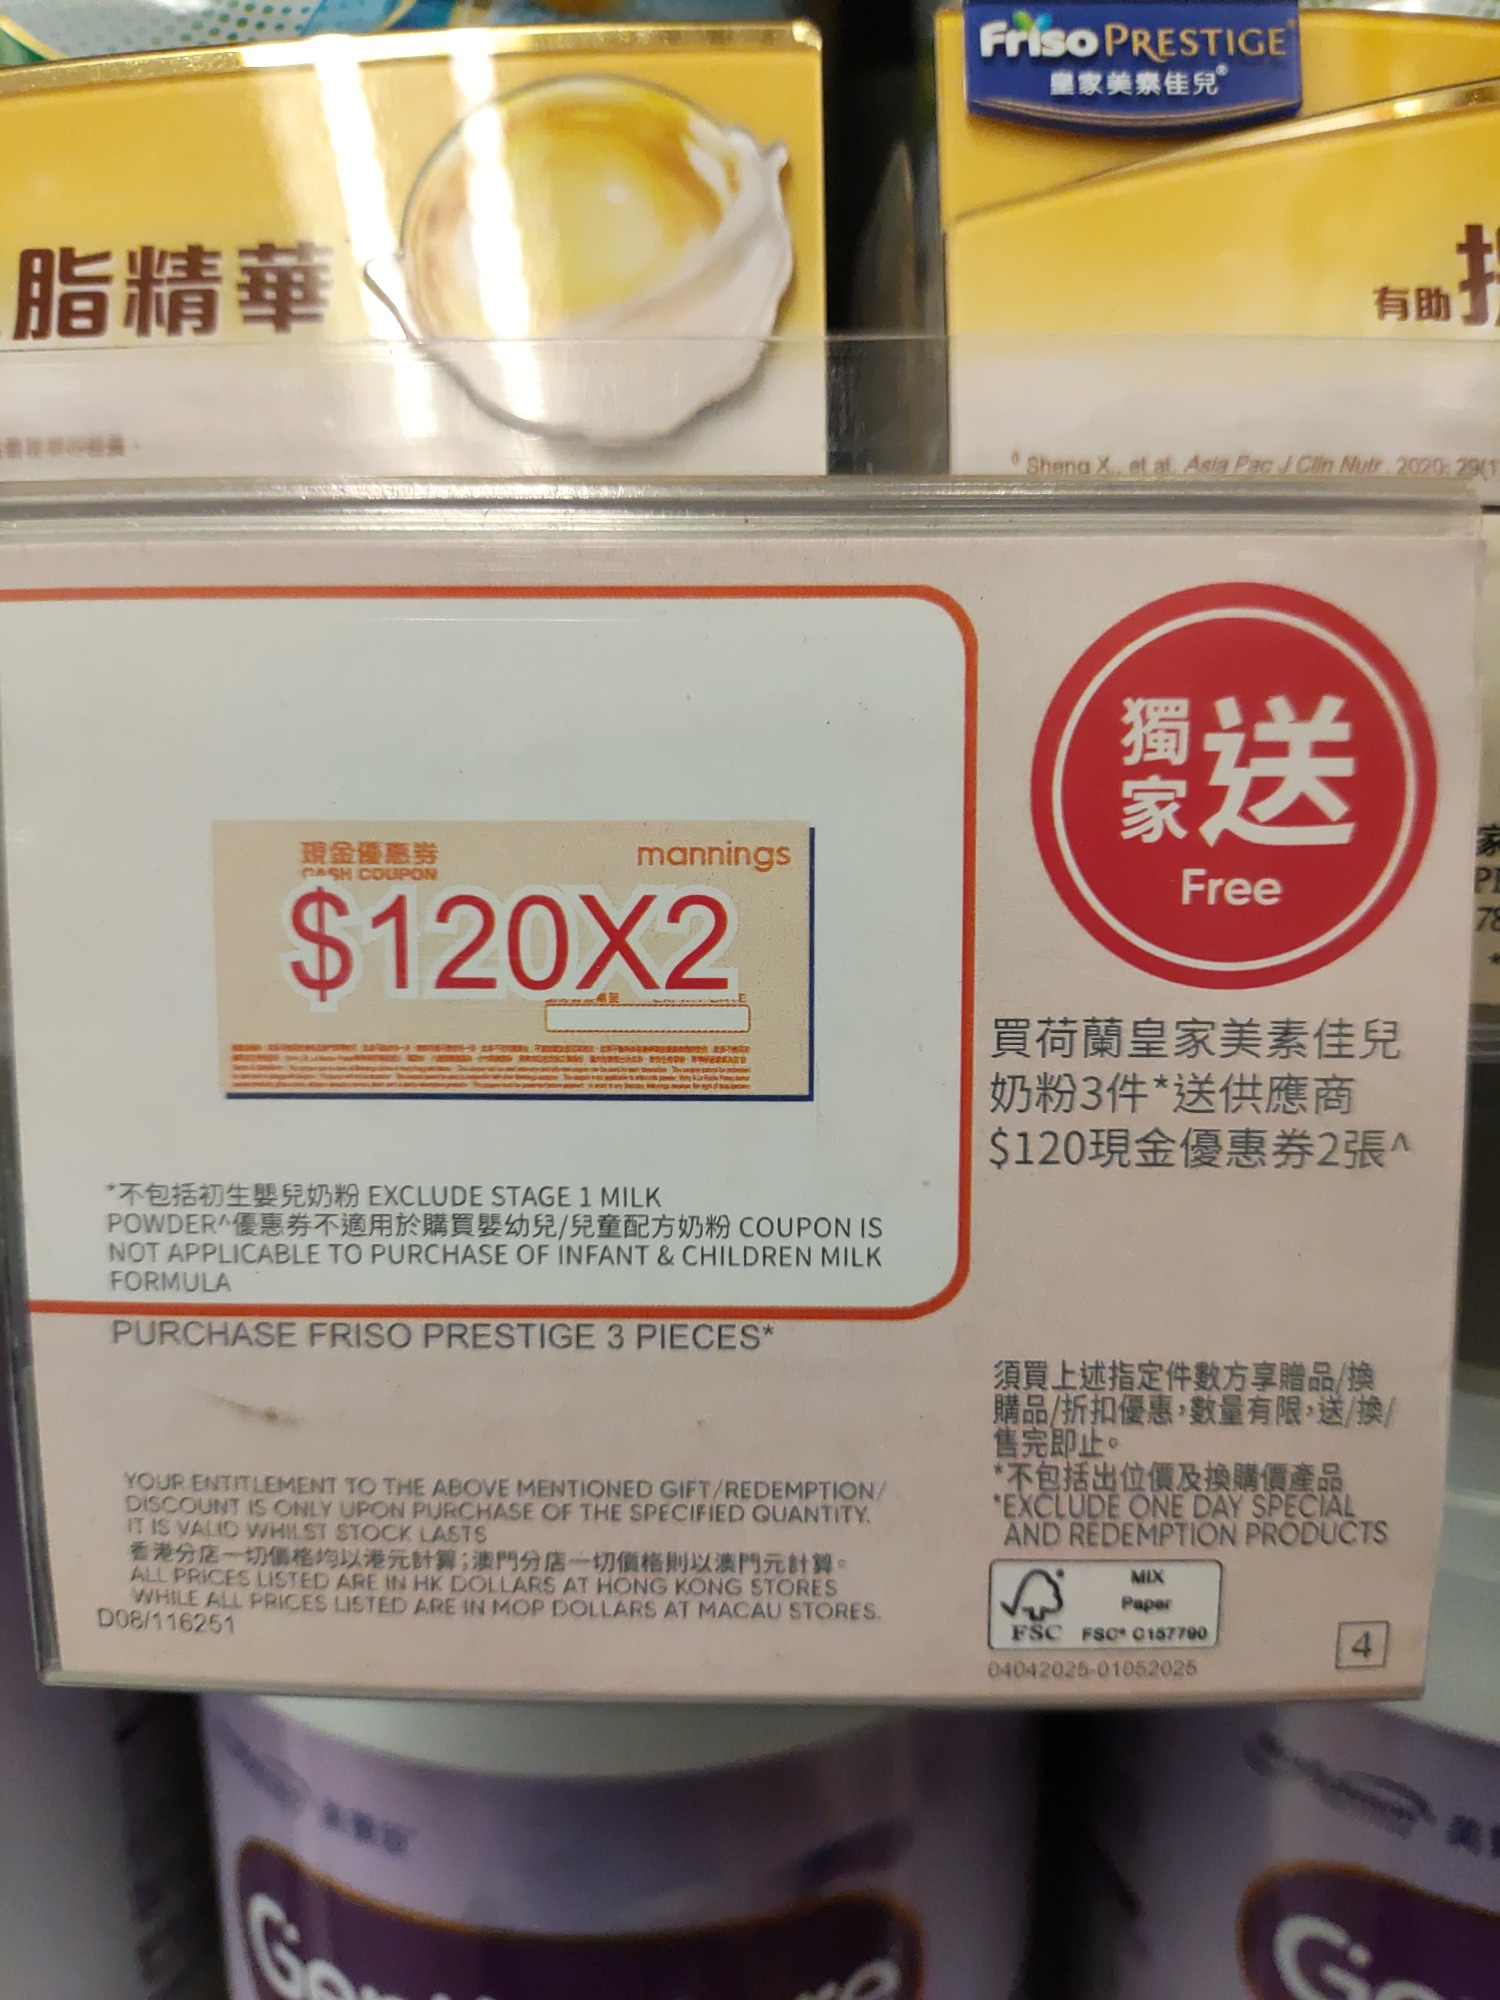 Friso PRESTIGE
皇家美素佳兒®
脂精華
有助
◊ Sheng X., et al. Asia Pac J Clin Nutr. 2020; 29(1
獨家送
Free
現金優惠券
mannings
CASH COUPON
$120X2
買荷蘭皇家美素佳兒
奶粉3件*送供應商
$120現金優惠券2張^
*不包括初生嬰兒奶粉 EXCLUDE STAGE 1 MILK
POWDER^優惠券不適用於購買嬰幼兒/兒童配方奶粉 COUPON IS
NOT APPLICABLE TO PURCHASE OF INFANT & CHILDREN MILK
FORMULA
PURCHASE FRISO PRESTIGE 3 PIECES*
須買上述指定件數方享贈品/換
購品/折扣優惠，數量有限，送/換/
售完即止。
*不包括出位價及換購價產品
*EXCLUDE ONE DAY SPECIAL
AND REDEMPTION PRODUCTS
YOUR ENTITLEMENT TO THE ABOVE MENTIONED GIFT/REDEMPTION/
DISCOUNT IS ONLY UPON PURCHASE OF THE SPECIFIED QUANTITY.
IT IS VALID WHILST STOCK LASTS
香港分店一切價格均以港元計算；澳門分店一切價格則以澳門元計算。
ALL PRICES LISTED ARE IN HK DOLLARS AT HONG KONG STORES
WHILE ALL PRICES LISTED ARE IN MOP DOLLARS AT MACAU STORES.
D08/116251
MIX
Paper
FSC
FSC® C157790
04042025-01052025
4